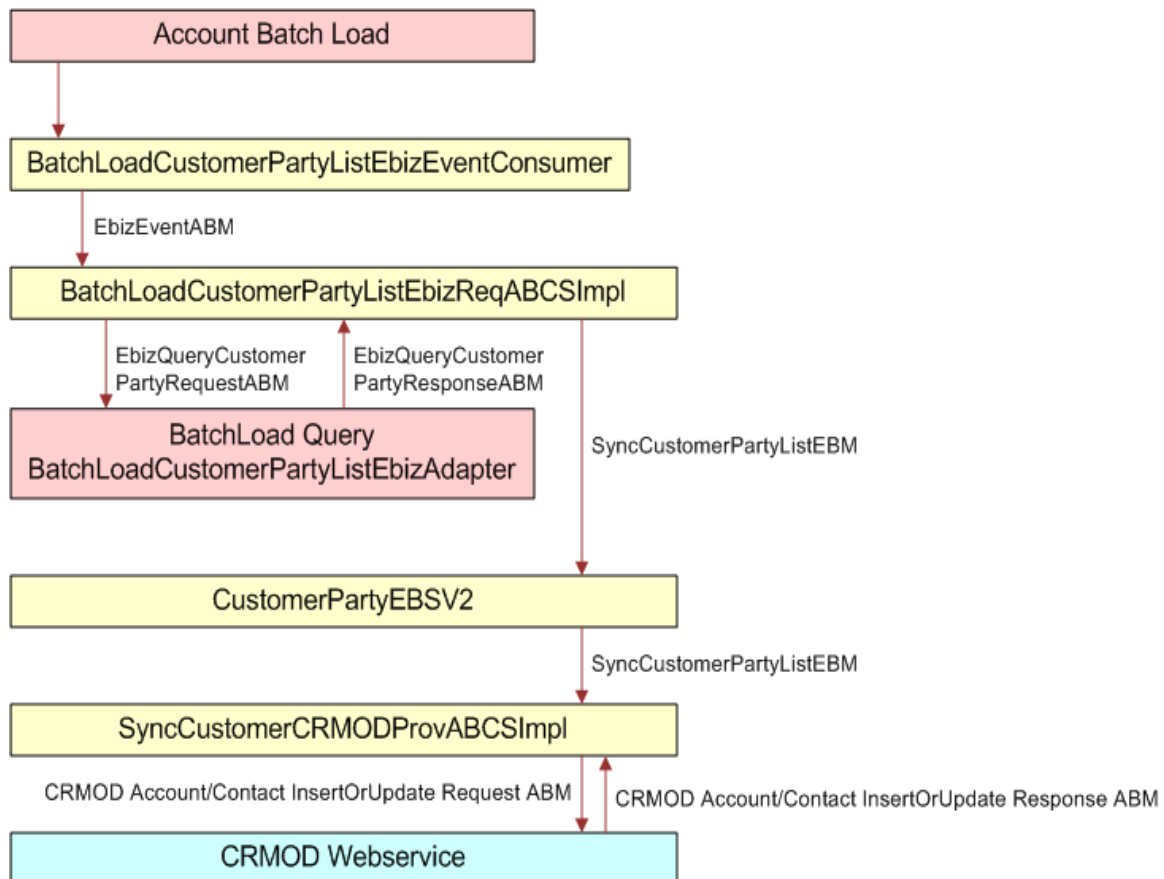 Account Batch Load
BatchLoadCustomerPartyListEbizEventConsumer
EbizEventABM
BatchLoadCustomerPartyListEbizReqABCSImpl
EbizQueryCustomer
PartyRequestABM
EbizQueryCustomer
PartyResponseABM
BatchLoad Query
BatchLoadCustomerPartyListEbizAdapter
SyncCustomerPartyListEBM
CustomerPartyEBSV2
SyncCustomerPartyListEBM
SyncCustomerCRMODProvABCSImpl
CRMOD Account/Contact InsertOrUpdate Request ABM
CRMOD Account/Contact InsertOrUpdate Response ABM
CRMOD Webservice